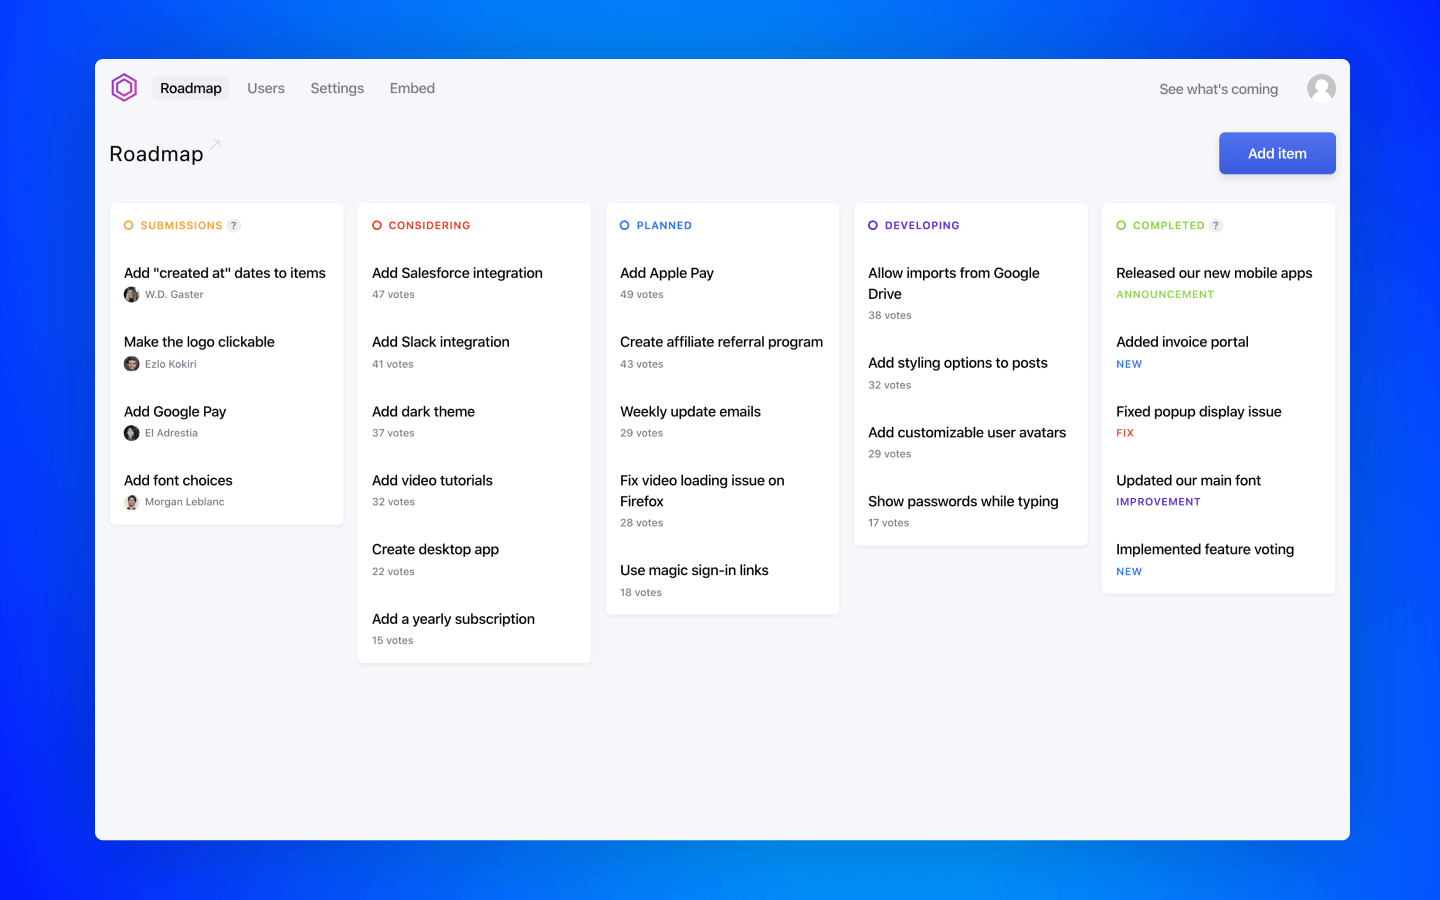 Roadmap
Users
Settings
Embed
See what's coming
Roadmap
Add item
SUBMISSIONS ?
Add "created at" dates to items
W.D. Gaster
Make the logo clickable
Ezlo Kokiri
Add Google Pay
El Adrestia
Add font choices
Morgan Leblanc
CONSIDERING
Add Salesforce integration
47 votes
Add Slack integration
41 votes
Add dark theme
37 votes
Add video tutorials
32 votes
Create desktop app
22 votes
Add a yearly subscription
15 votes
PLANNED
Add Apple Pay
49 votes
Create affiliate referral program
43 votes
Weekly update emails
29 votes
Fix video loading issue on
Firefox
28 votes
Use magic sign-in links
18 votes
DEVELOPING
Allow imports from Google
Drive
38 votes
Add styling options to posts
32 votes
Add customizable user avatars
29 votes
Show passwords while typing
17 votes
COMPLETED ?
Released our new mobile apps
ANNOUNCEMENT
Added invoice portal
NEW
Fixed popup display issue
FIX
Updated our main font
IMPROVEMENT
Implemented feature voting
NEW